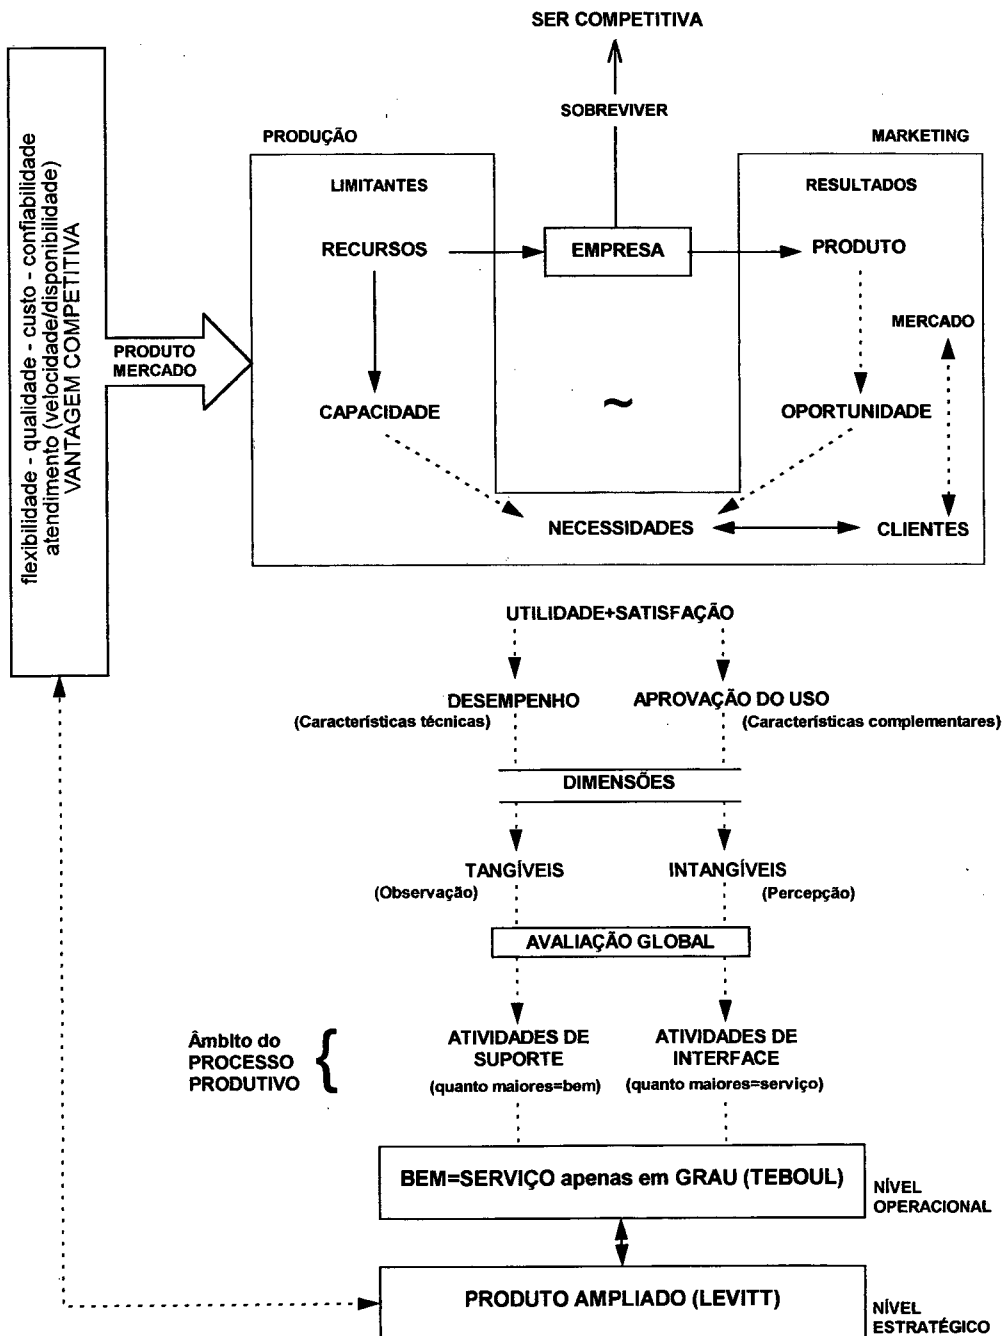 SER COMPETITIVA
SOBREVIVER
PRODUÇÃO
MARKETING
flexibilidade - qualidade - custo - confiabilidade
atendimento (velocidade/disponibilidade)
VANTAGEM COMPETITIVA
LIMITANTES
RESULTADOS
RECURSOS
EMPRESA
PRODUTO
MERCADO
PRODUTO
MERCADO
CAPACIDADE
~
OPORTUNIDADE
NECESSIDADES
CLIENTES
UTILIDADE+SATISFAÇÃO
DESEMPENHO
(Características técnicas)
APROVAÇÃO DO USO
(Características complementares)
DIMENSÕES
TANGÍVEIS
(Observação)
INTANGÍVEIS
(Percepção)
AVALIAÇÃO GLOBAL
Âmbito do
PROCESSO
PRODUTIVO
{
ATIVIDADES DE
SUPORTE
(quanto maiores=bem)
ATIVIDADES DE
INTERFACE
(quanto maiores=serviço)
BEM=SERVIÇO apenas em GRAU (TEBOUL)
NÍVEL
OPERACIONAL
PRODUTO AMPLIADO (LEVITT)
NÍVEL
ESTRATÉGICO